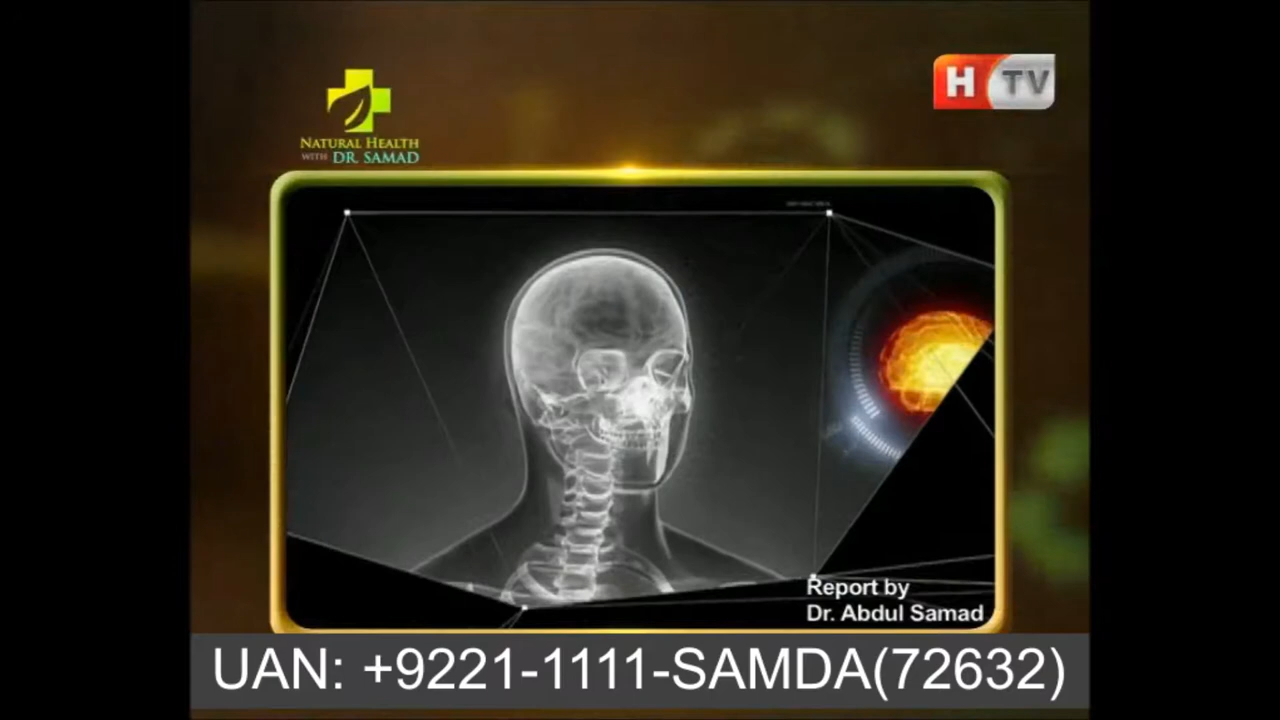 H TV
NATURAL HEALTH
WITH DR. SAMAD
Report by
Dr. Abdul Samad
UAN: +9221-1111-SAMDA(72632)